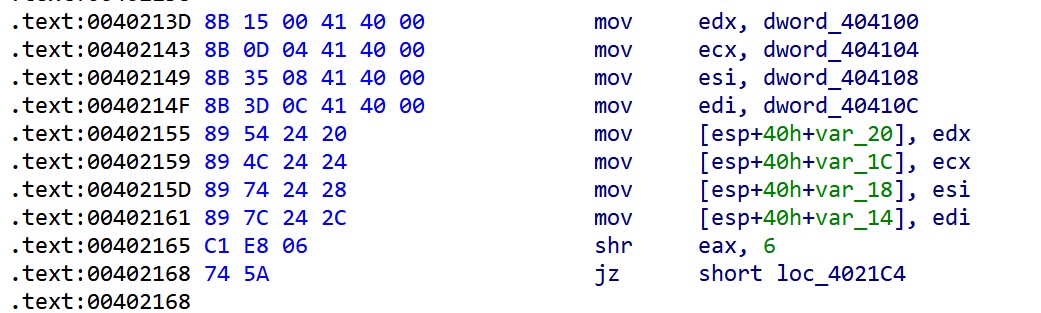 .text:0040213D 8B 15 00 41 40 00 mov edx, dword_404100
.text:00402143 8B 0D 04 41 40 00 mov ecx, dword_404104
.text:00402149 8B 35 08 41 40 00 mov esi, dword_404108
.text:0040214F 8B 3D 0C 41 40 00 mov edi, dword_40410C
.text:00402155 89 54 24 20 mov [esp+40h+var_20], edx
.text:00402159 89 4C 24 24 mov [esp+40h+var_1C], ecx
.text:0040215D 89 74 24 28 mov [esp+40h+var_18], esi
.text:00402161 89 7C 24 2C mov [esp+40h+var_14], edi
.text:00402165 C1 E8 06 shr eax, 6
.text:00402168 74 5A jz short loc_4021C4
.text:00402168